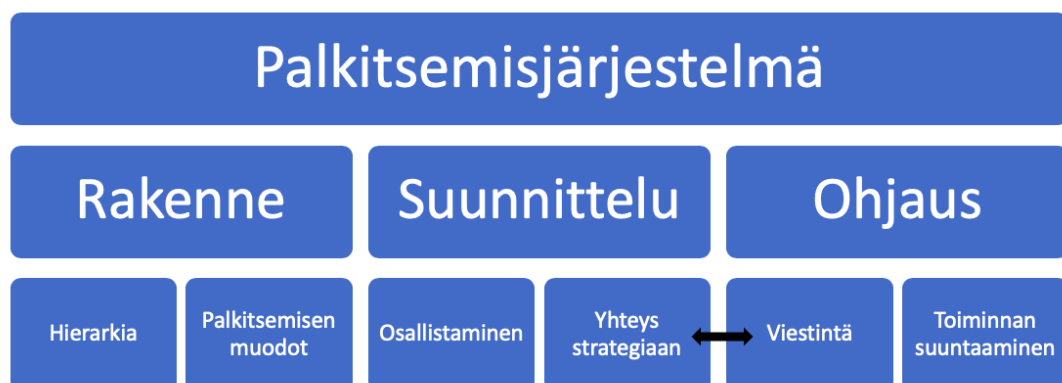 Palkitsemisjärjestelmä
Rakenne
Suunnittelu
Ohjaus
Hierarkia
Palkitsemisen
muodot
Osallistaminen
Yhteys
strategiaan
Viestintä
Toiminnan
suuntaaminen